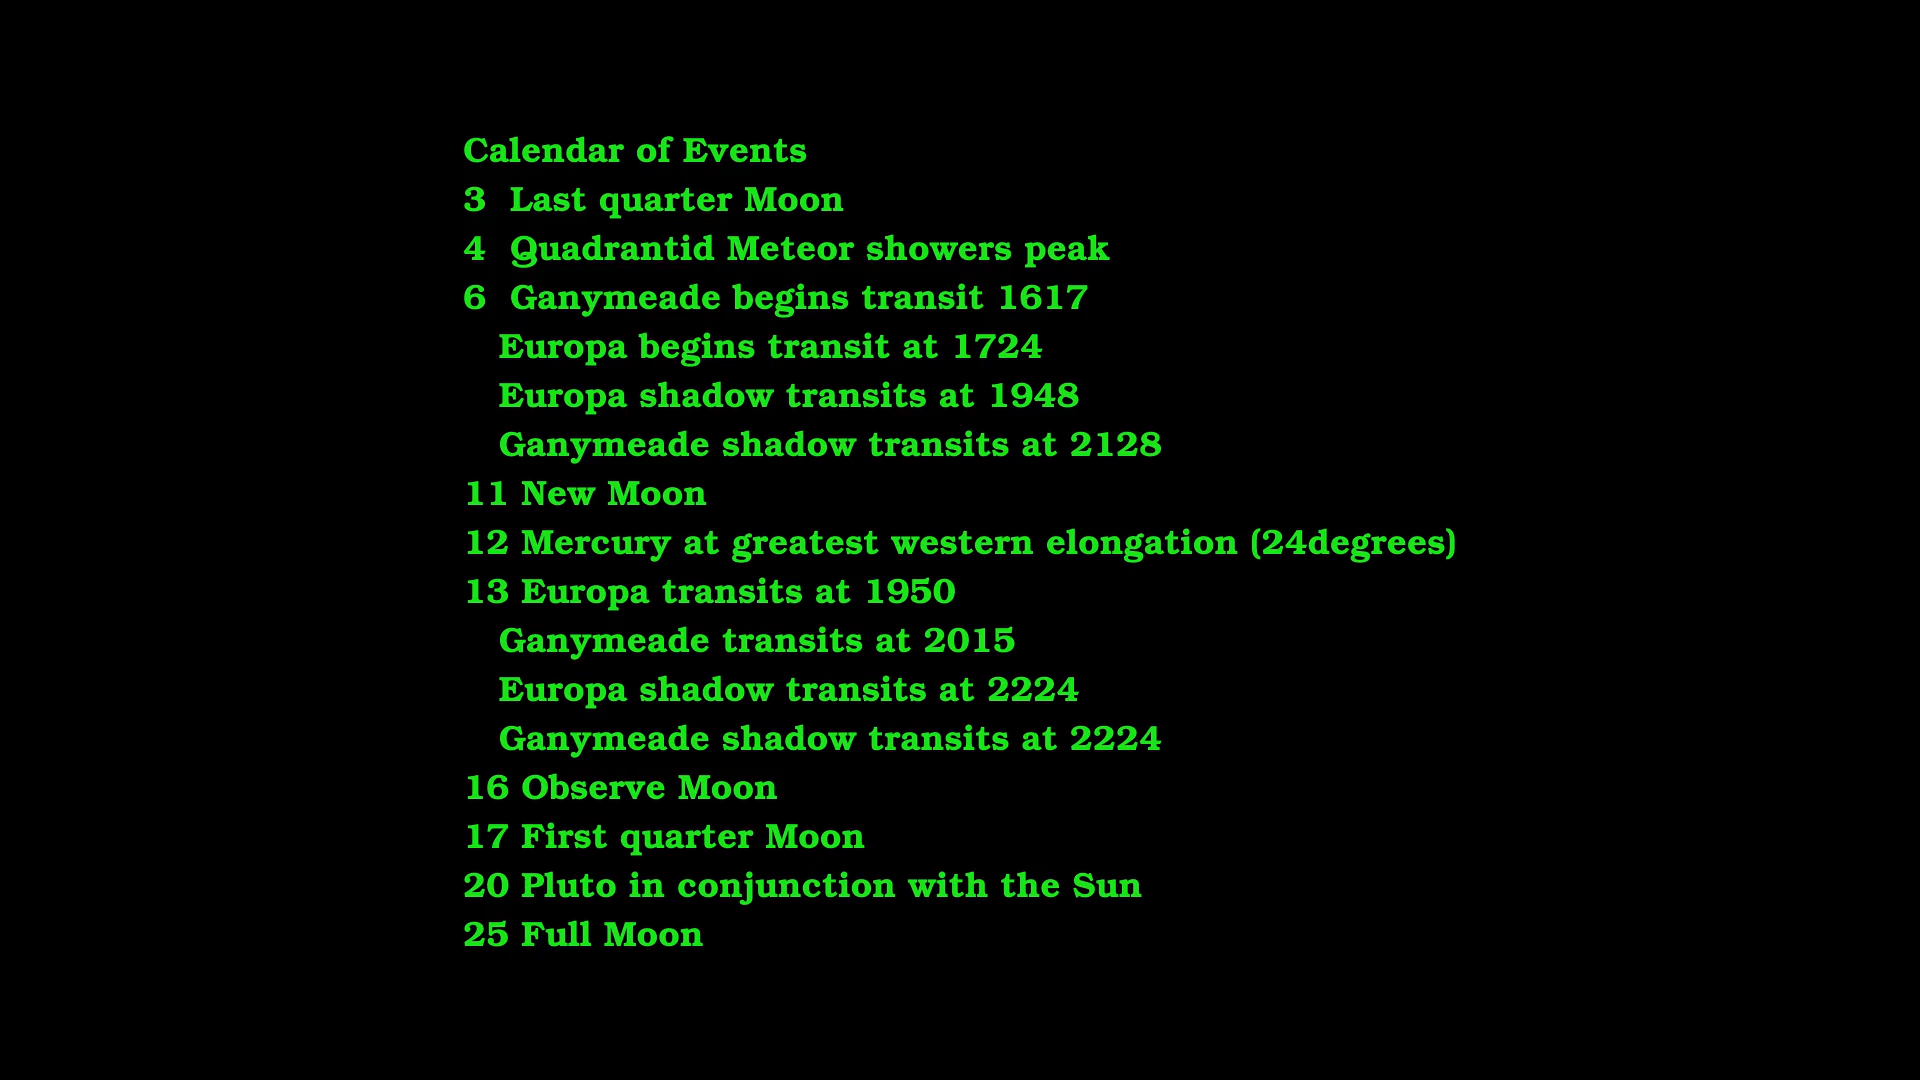 Calendar of Events
3  Last quarter Moon
4  Quadrantid Meteor showers peak
6  Ganymeade begins transit 1617
Europa begins transit at 1724
Europa shadow transits at 1948
Ganymeade shadow transits at 2128
11 New Moon
12 Mercury at greatest western elongation (24degrees)
13 Europa transits at 1950
Ganymeade transits at 2015
Europa shadow transits at 2224
Ganymeade shadow transits at 2224
16 Observe Moon
17 First quarter Moon
20 Pluto in conjunction with the Sun
25 Full Moon